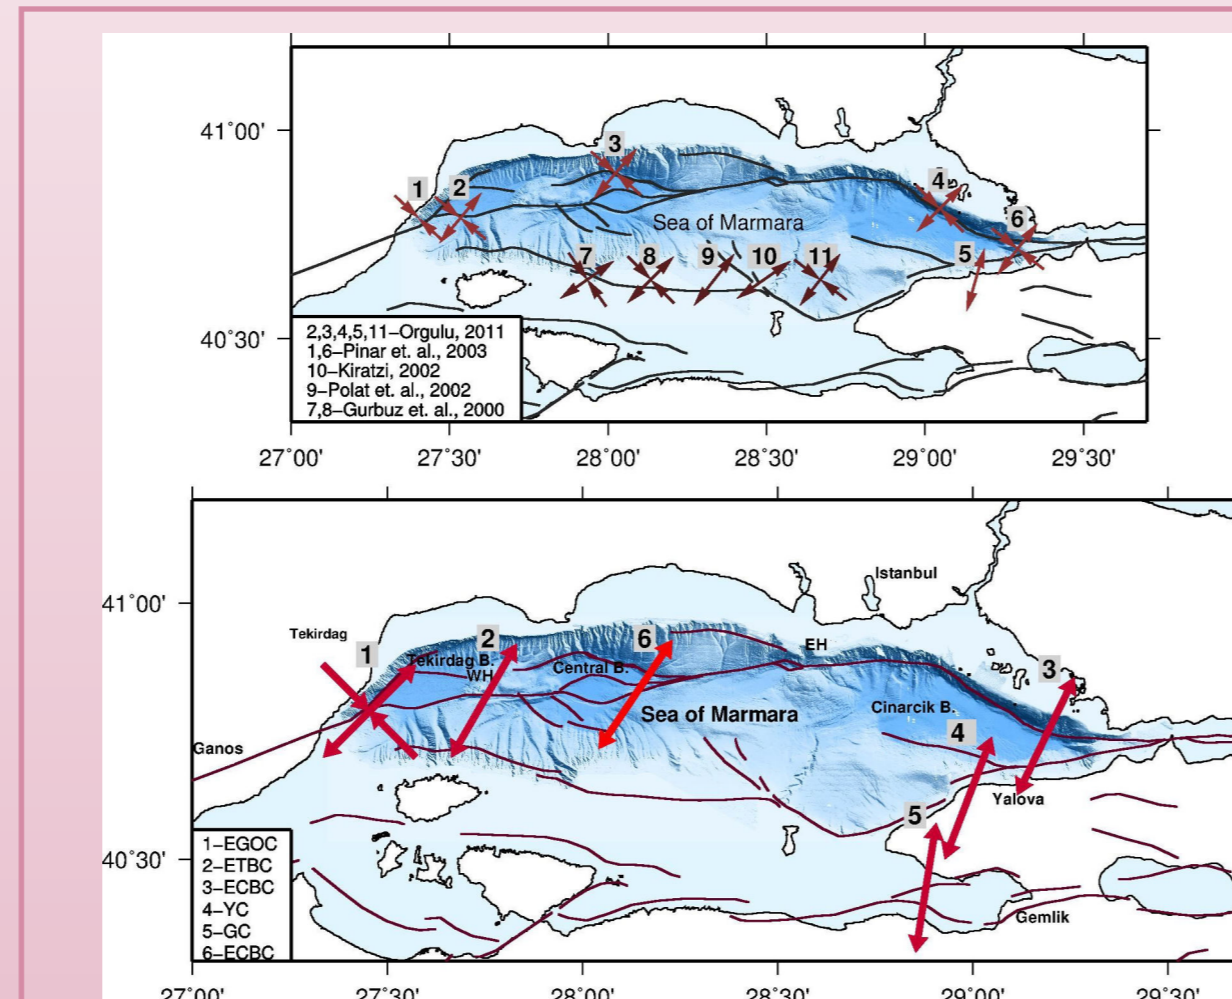 41°00'
3
1
2
4
6
Sea of Marmara
7
8
9
10
11
5
40°30'
2,3,4,5,11–Orgulu, 2011
1,6–Pinar et. al., 2003
10–Kiratzi, 2002
9–Polat et. al., 2002
7,8–Gurbuz et. al., 2000
27°00'
27°30'
28°00'
28°30'
29°00'
29°30'
Istanbul
41°00'
Tekirdag
1
2
6
EH
3
Tekirdag B.
WH
Central B.
Sea of Marmara
Cinarcik B.
4
Ganos
Yalova
5
1–EGOC
2–ETBC
3–ECBC
4–YC
5–GC
6–ECBC
40°30'
Gemlik
27°00'
27°30'
28°00'
28°30'
29°00'
29°30'